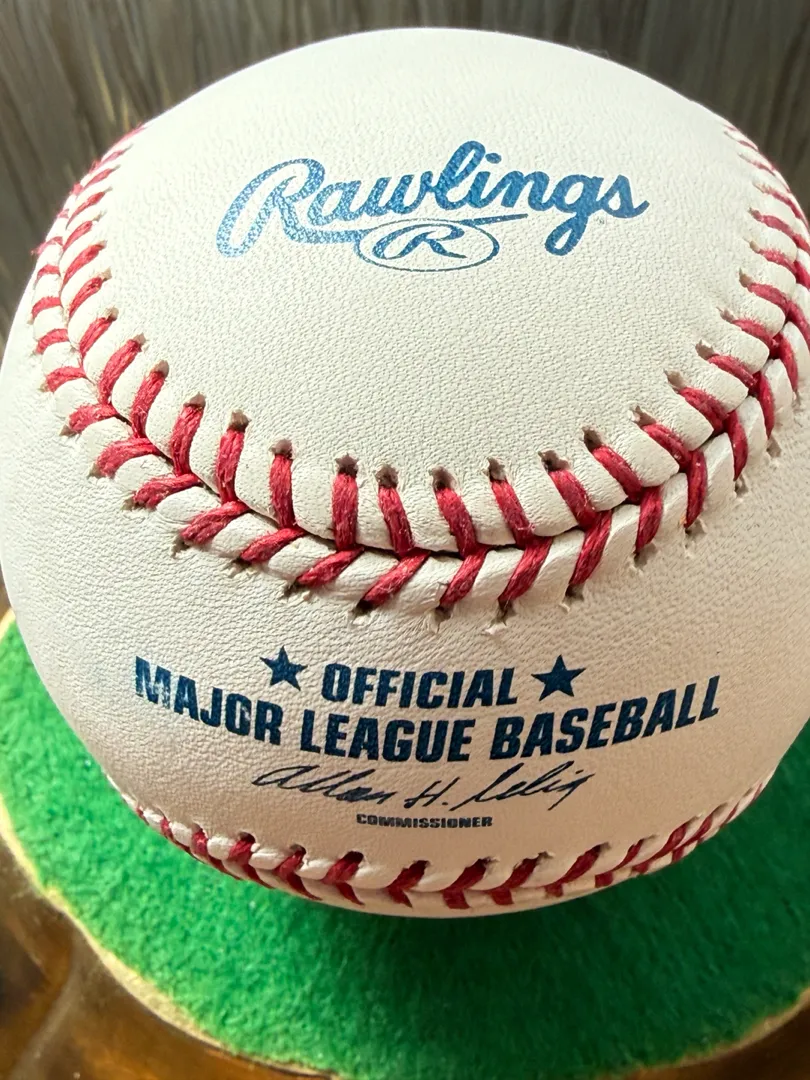 Rawlings
R
OFFICIAL
MAJOR LEAGUE BASEBALL
Allan H. Selig
COMMISSIONER